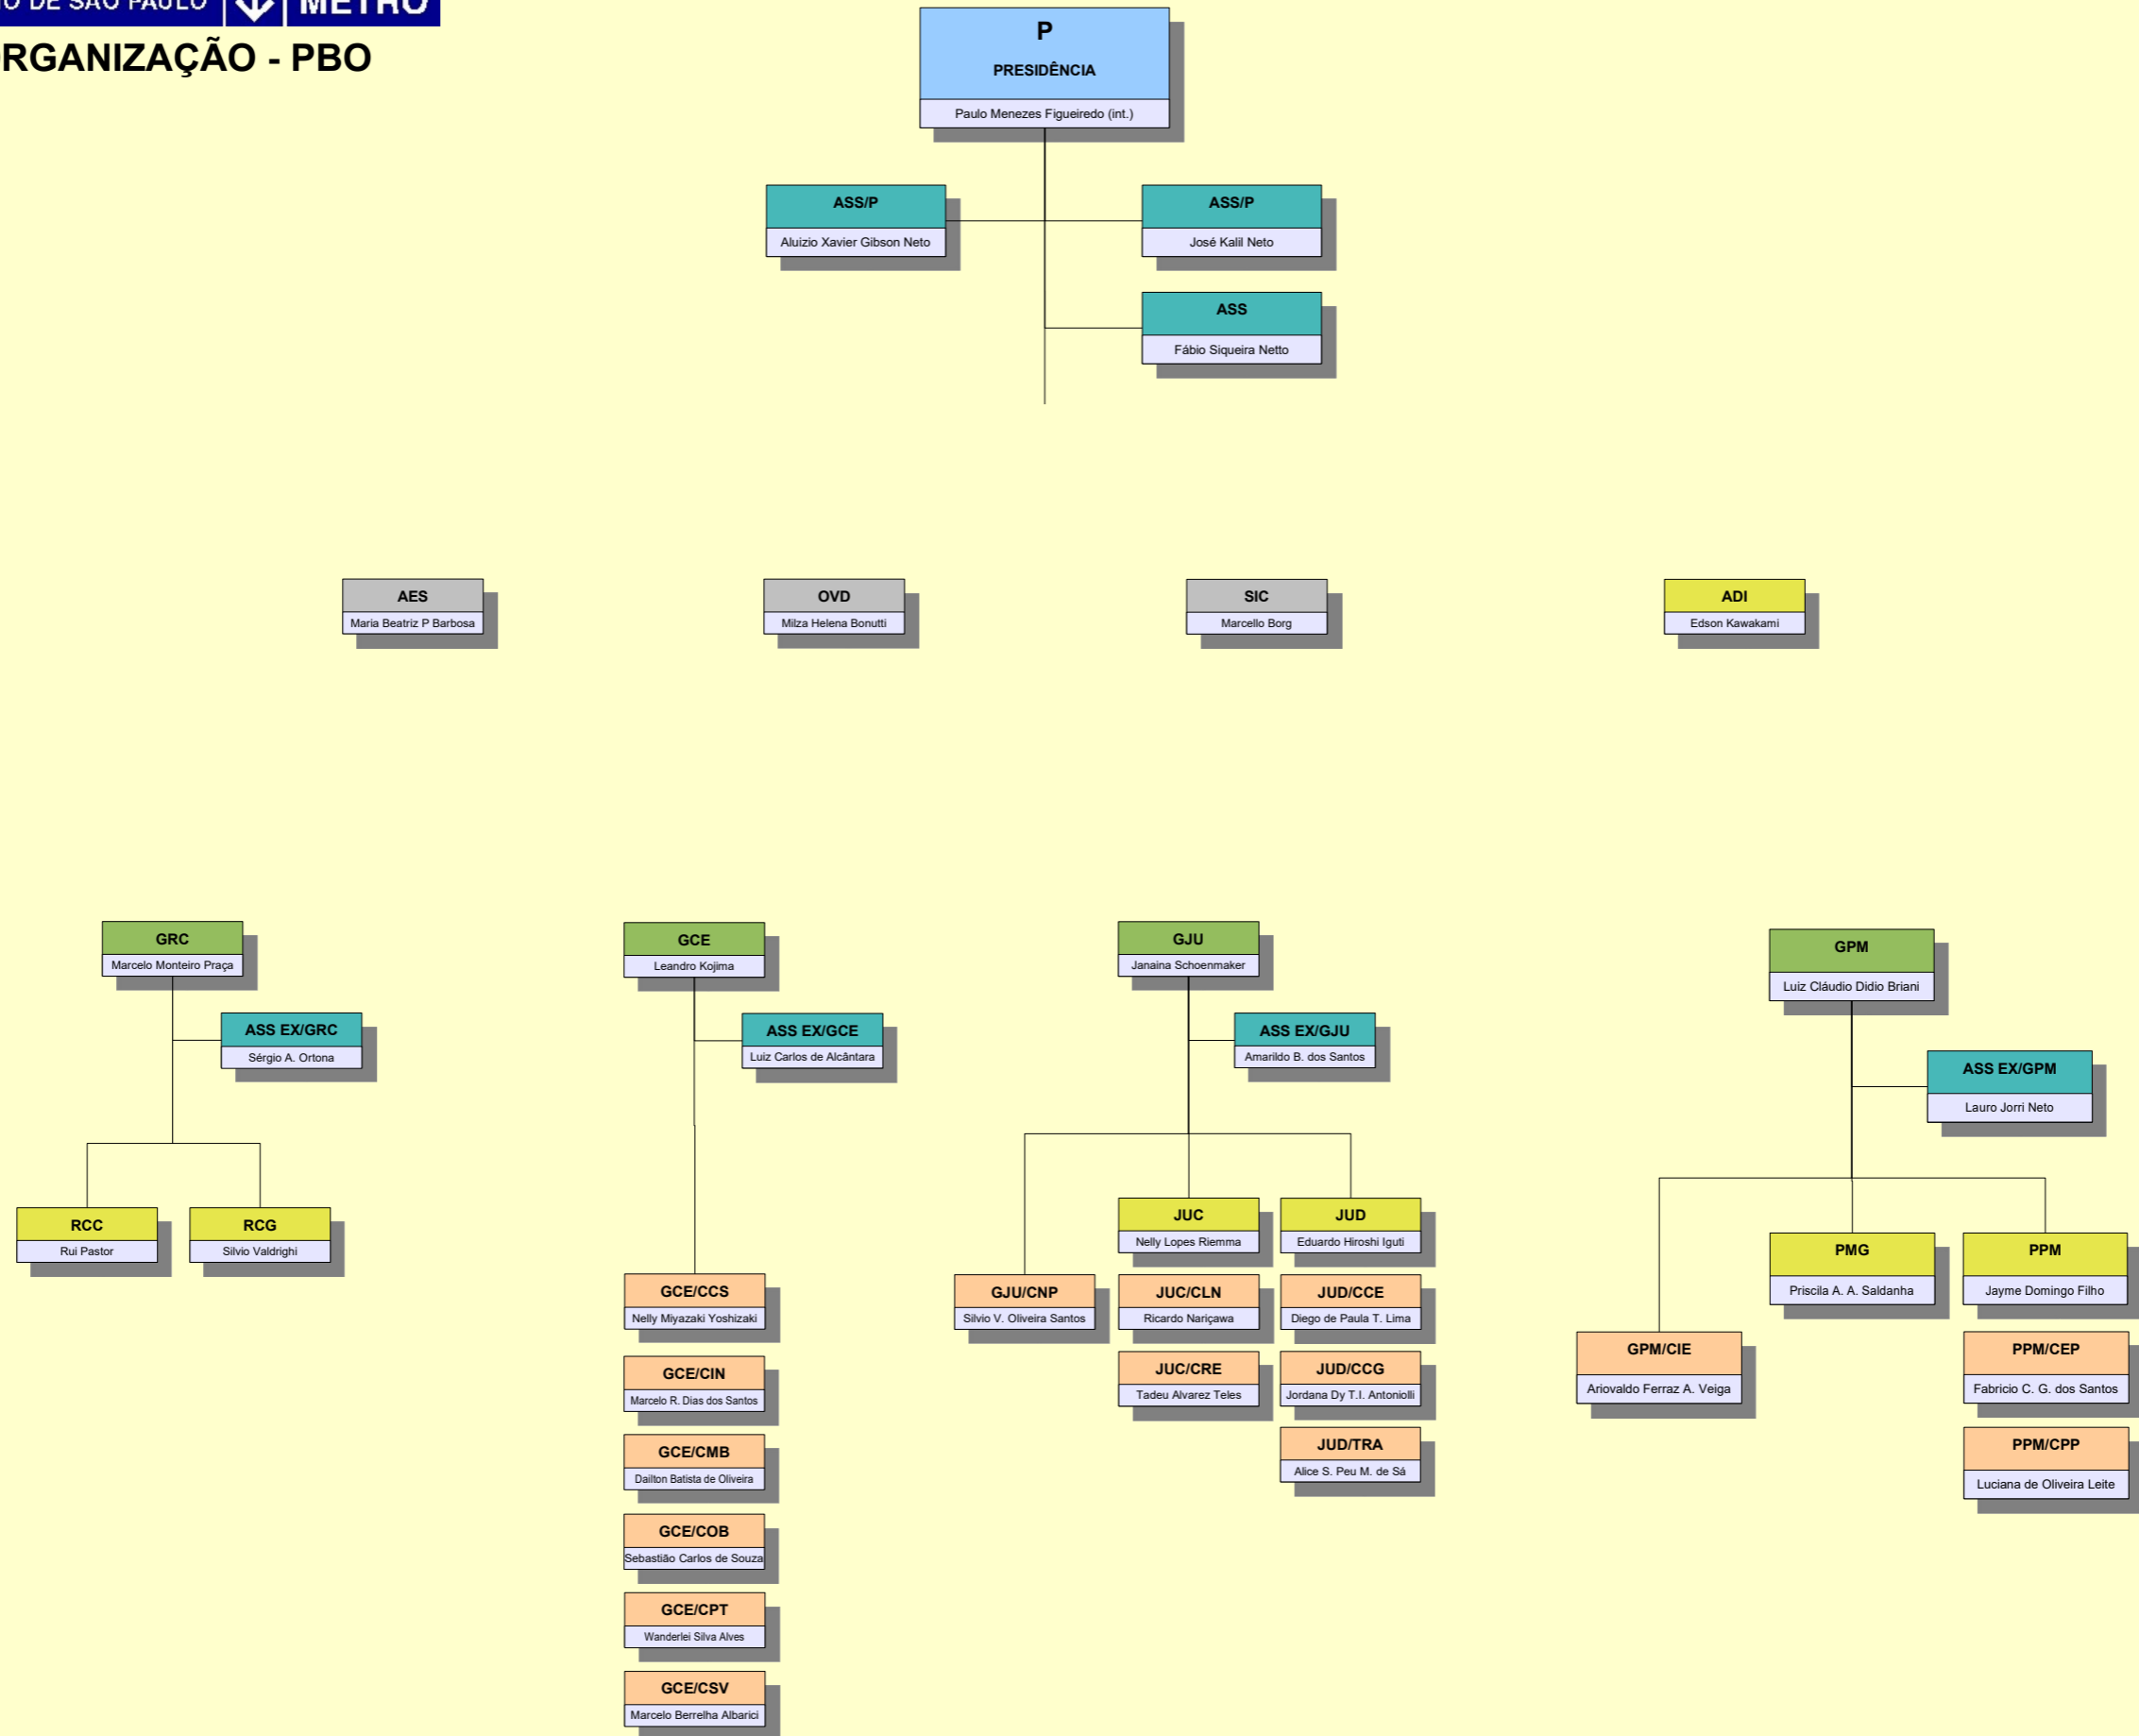 DE SÃO PAULO METRÔ
ORGANIZAÇÃO - PBO
P
PRESIDÊNCIA
Paulo Menezes Figueiredo (int.)
ASS/P
Aluizio Xavier Gibson Neto
ASS/P
José Kalil Neto
ASS
Fábio Siqueira Netto
AES
Maria Beatriz P Barbosa
OVD
Milza Helena Bonutti
SIC
Marcello Borg
ADI
Edson Kawakami
GRC
Marcelo Monteiro Praça
ASS EX/GRC
Sérgio A. Ortona
RCC
Rui Pastor
RCG
Silvio Valdrighi
GCE
Leandro Kojima
ASS EX/GCE
Luiz Carlos de Alcântara
GCE/CCS
Nelly Miyazaki Yoshizaki
GCE/CIN
Marcelo R. Dias dos Santos
GCE/CMB
Dailton Batista de Oliveira
GCE/COB
Sebastião Carlos de Souza
GCE/CPT
Wanderlei Silva Alves
GCE/CSV
Marcelo Berrelha Albarici
GJU
Janaina Schoenmaker
ASS EX/GJU
Amarildo B. dos Santos
GJU/CNP
Silvio V. Oliveira Santos
JUC
Nelly Lopes Riemma
JUC/CLN
Ricardo Nariçawa
JUC/CRE
Tadeu Alvarez Teles
JUD
Eduardo Hiroshi Iguti
JUD/CCE
Diego de Paula T. Lima
JUD/CCG
Jordana Dy T.I. Antoniolli
JUD/TRA
Alice S. Peu M. de Sá
GPM
Luiz Cláudio Didio Briani
ASS EX/GPM
Lauro Jorri Neto
GPM/CIE
Ariovaldo Ferraz A. Veiga
PMG
Priscila A. A. Saldanha
PPM
Jayme Domingo Filho
PPM/CEP
Fabricio C. G. dos Santos
PPM/CPP
Luciana de Oliveira Leite